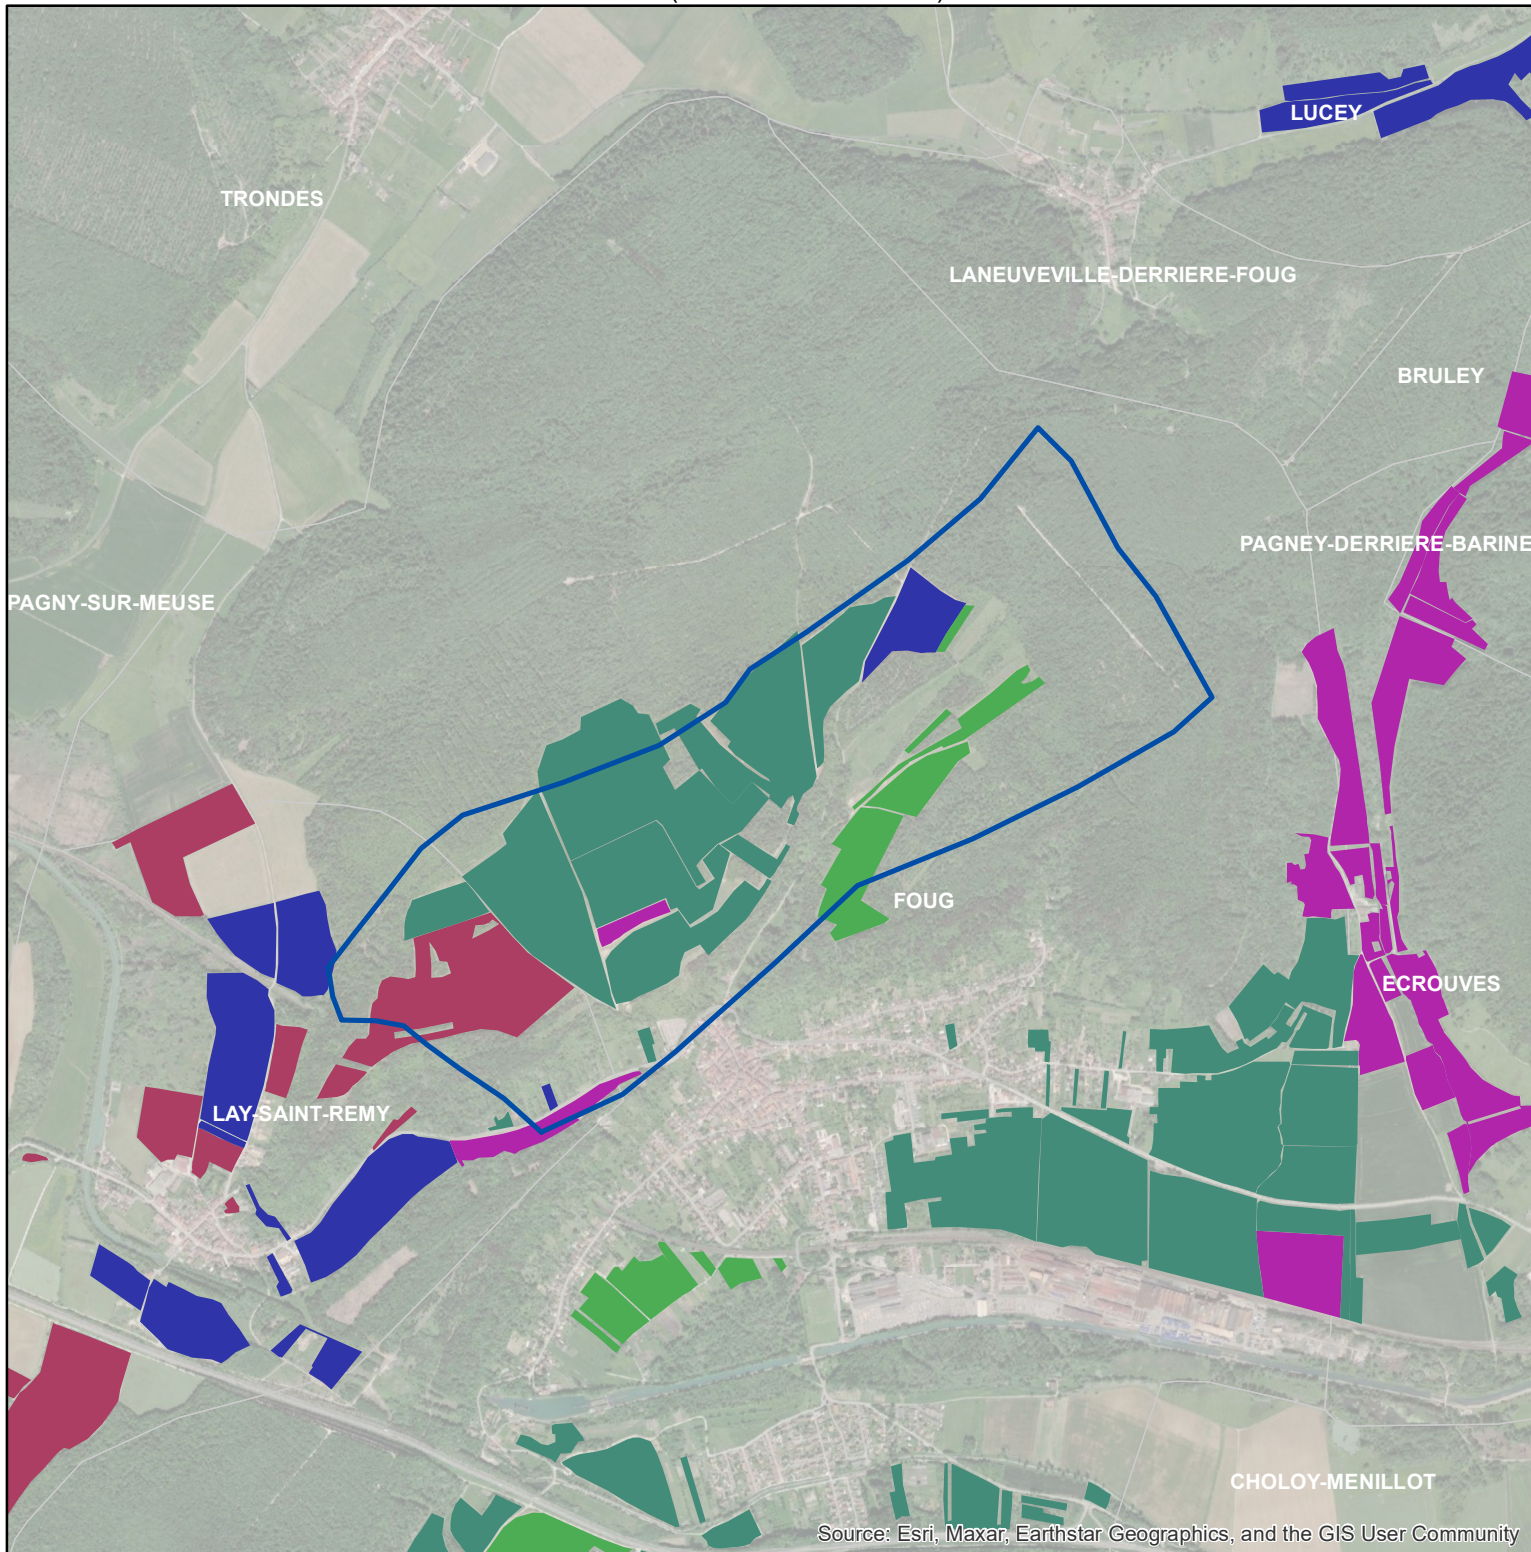 LUCEY
TRONDES
LANEUVEVILLE-DERRIERE-FOUG
BRULEY
PAGNEY-DERRIERE-BARINE
PAGNY-SUR-MEUSE
FOUG
ECROUVES
LAY-SAINT-REMY
CHOLOY-MENILLOT
Source: Esri, Maxar, Earthstar Geographics, and the GIS User Community